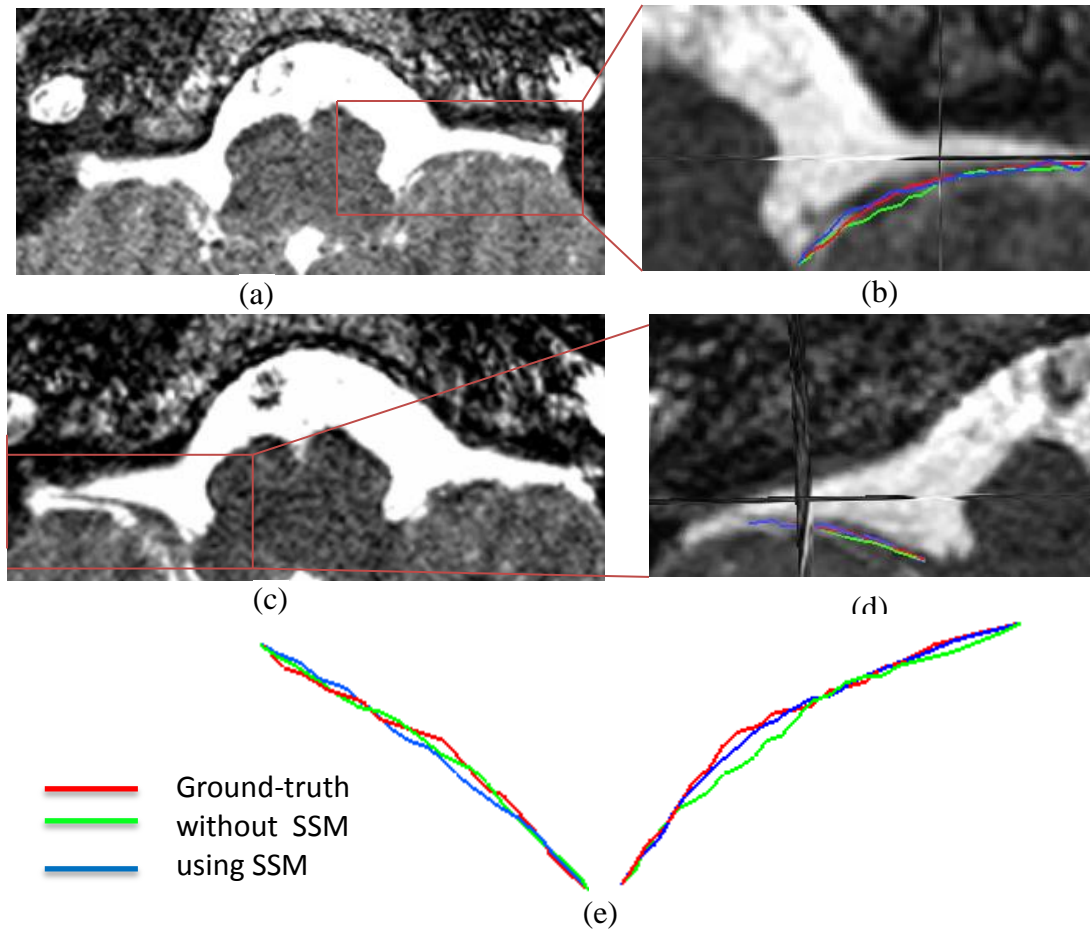 (a)
(b)
(c)
(d)
Ground-truth
without SSM
using SSM
(e)